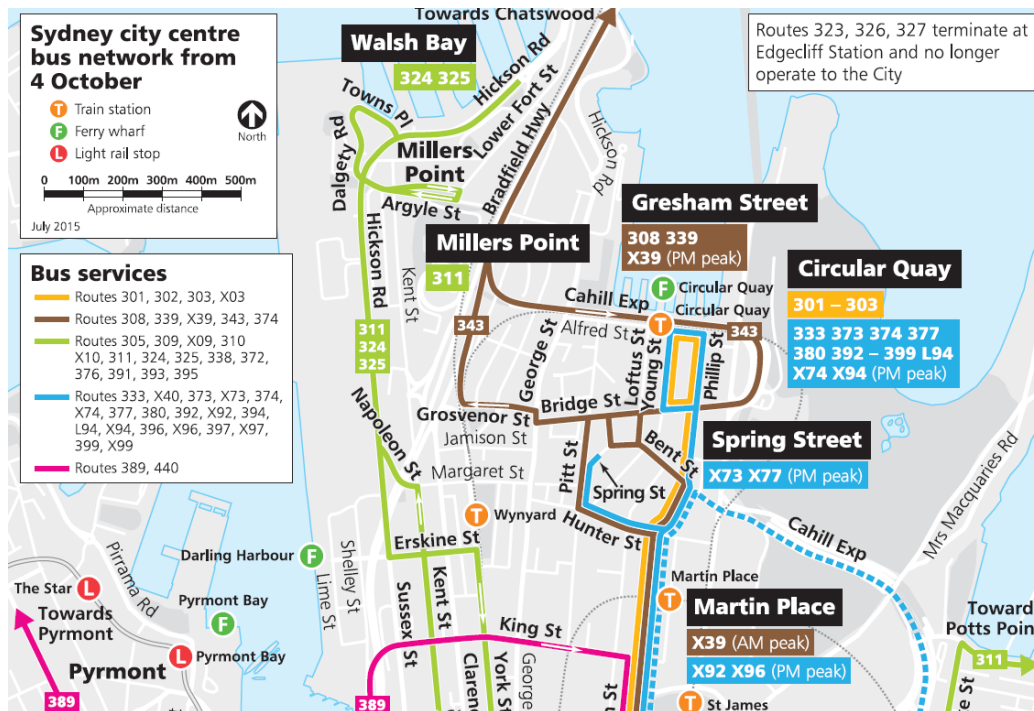 Sydney city centre
bus network from
4 October
T Train station
F Ferry wharf
L Light rail stop
North
0 100m 200m 300m 400m 500m
Approximate distance
July 2015
Bus services
Routes 301, 302, 303, X03
Routes 308, 339, X39, 343, 374
Routes 305, 309, X09, 310
X10, 311, 324, 325, 338, 372,
376, 391, 393, 395
Routes 333, X40, 373, X73, 374,
X74, 377, 380, 392, X92, 394,
L94, X94, 396, X96, 397, X97,
399, X99
Routes 389, 440
Towards Chatswood
Walsh Bay
324 325
Routes 323, 326, 327 terminate at
Edgecliff Station and no longer
operate to the City
Hickson Rd
Towns Pl
Lower Fort St
Bradfield Hwy
Hickson Rd
Dalgety Rd
Millers
Point
Argyle St
Hickson Rd
Kent St
Millers Point
311
Gresham Street
308 339
X39 (PM peak)
F Circular Quay
Circular Quay
T
Circular Quay
301 – 303
333 373 374 377
380 392 – 399 L94
X74 X94 (PM peak)
Cahill Exp
Alfred St
343
343
311
324
325
George St
Loftus St
Young St
Phillip St
Bridge St
Grosvenor St
Jamison St
Napoleon St
Margaret St
Pitt St
Bent St
Spring St
Hunter St
Spring Street
X73 X77 (PM peak)
T Wynyard
Erskine St
Cahill Exp
Mrs Macquaries Rd
Darling Harbour F
Shelley St
Lime St
Pirrama Rd
The Star L
Towards
Pyrmont
Pyrmont Bay
F
L Pyrmont Bay
Pyrmont
389
Sussex St
Kent St
King St
York St
George
389
Martin Place
T
Martin Place
X39 (AM peak)
X92 X96 (PM peak)
T St James
Potts Poin
311